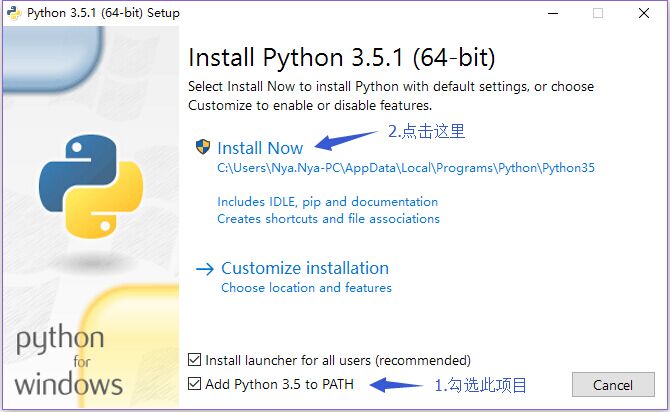 Python 3.5.1 (64-bit) Setup
Install Python 3.5.1 (64-bit)
Select Install Now to install Python with default settings, or choose
Customize to enable or disable features.
2.点击这里
Install Now
C:\Users\Nya.Nya-PC\AppData\Local\Programs\Python\Python35
Includes IDLE, pip and documentation
Creates shortcuts and file associations
Customize installation
Choose location and features
python
for
windows
Install launcher for all users (recommended)
Add Python 3.5 to PATH
1.勾选此项目
Cancel